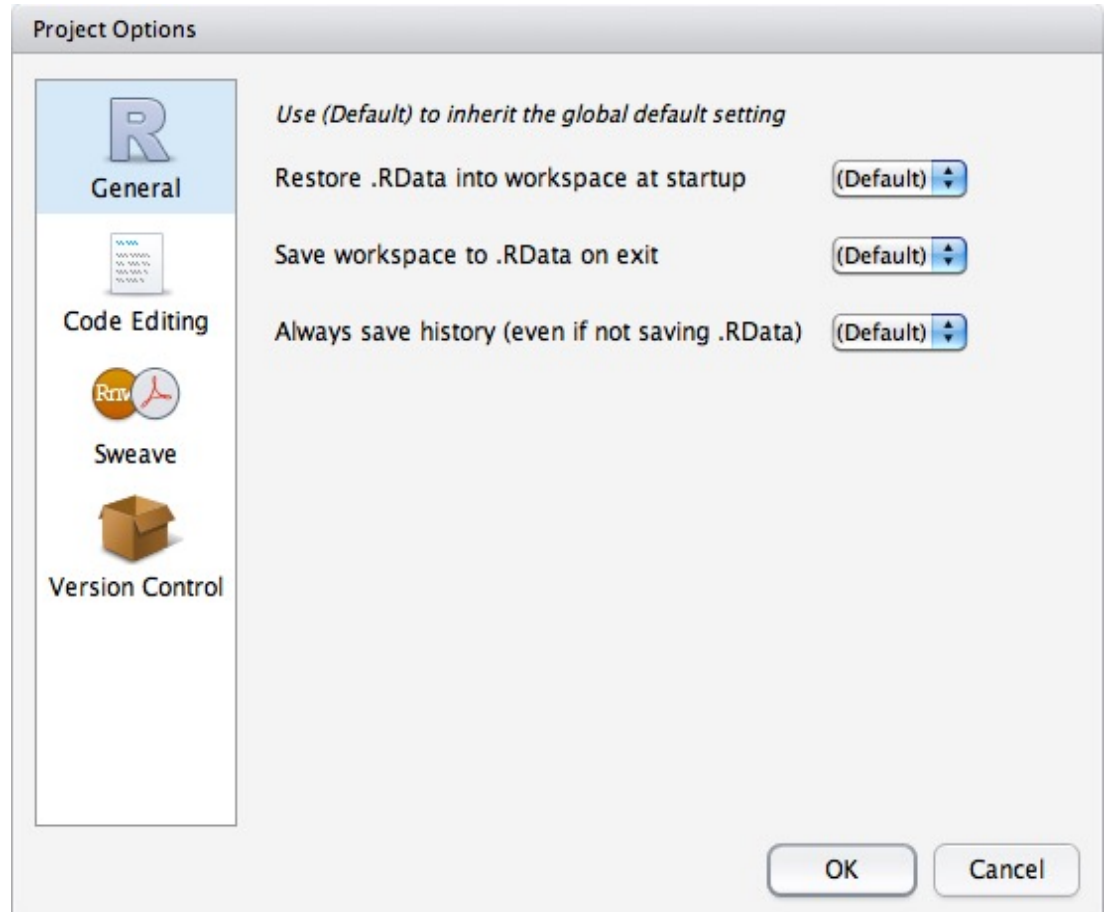 Project Options
R
General
Code Editing
Rnw
Sweave
Version Control
Use (Default) to inherit the global default setting
Restore .RData into workspace at startup (Default)
Save workspace to .RData on exit (Default)
Always save history (even if not saving .RData) (Default)
OK Cancel